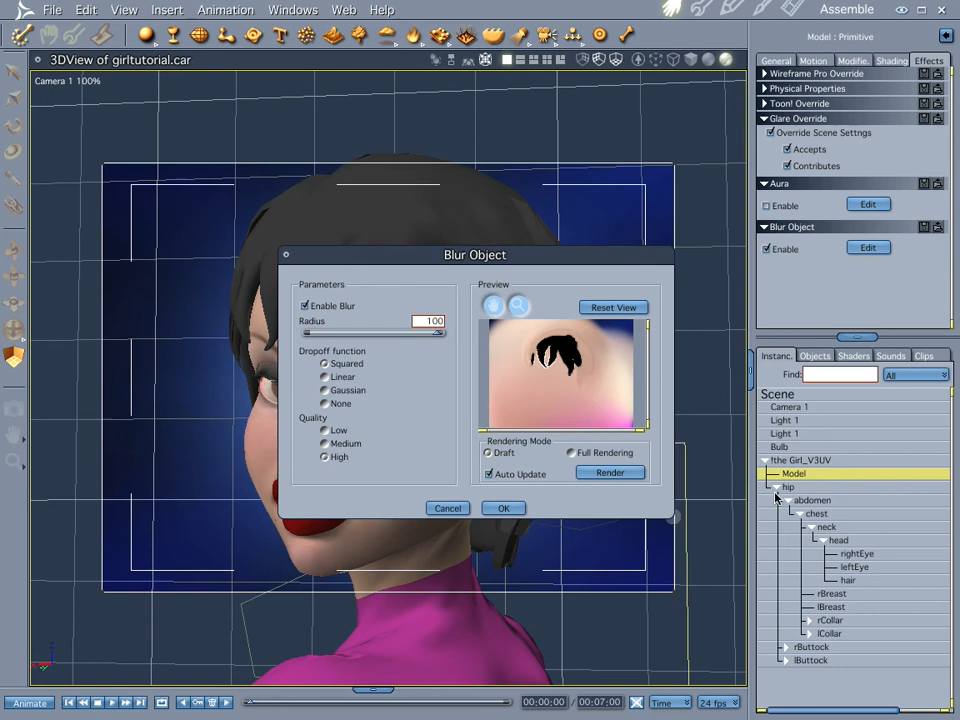 File Edit View Insert Animation Windows Web Help
Assemble
3DView of girltutorial.car
Camera 1 100%
Model : Primitive
General Motion Modifie. Shading Effects
Wireframe Pro Override
Physical Properties
Toon! Override
Glare Override
Override Scene Settngs
Accepts
Contributes
Aura
Enable Edit
Blur Object
Enable Edit
Blur Object
Parameters
Enable Blur
Radius 100
Dropoff function
Squared
Linear
Gaussian
None
Quality
Low
Medium
High
Preview
Reset View
Rendering Mode
Draft Full Rendering
Auto Update Render
Cancel OK
Instanc. Objects Shaders Sounds Clips
Find: All
Scene
Camera 1
Light 1
Light 1
Bulb
!the Girl_V3UV
Model
hip
abdomen
chest
neck
head
rightEye
leftEye
hair
rBreast
lBreast
rCollar
lCollar
rButtock
lButtock
Animate 00:00:00 / 00:07:00 Time 24 fps